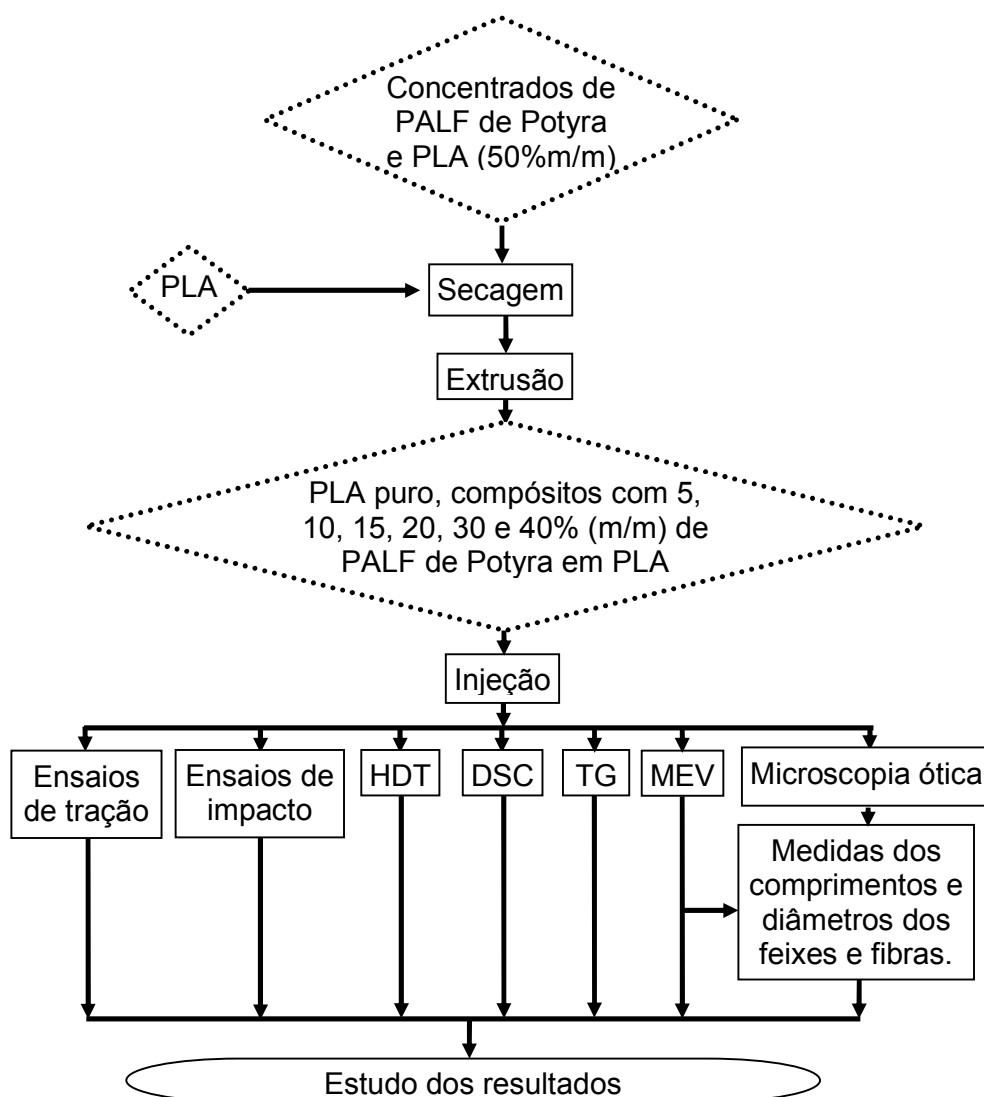 Concentrados de
PALF de Potyra
e PLA (50%m/m)
PLA
Secagem
Extrusão
PLA puro, compósitos com 5,
10, 15, 20, 30 e 40% (m/m) de
PALF de Potyra em PLA
Injeção
Ensaios
de tração
Ensaios de
impacto
HDT
DSC
TG
MEV
Microscopia ótica
Medidas dos
comprimentos e
diâmetros dos
feixes e fibras.
Estudo dos resultados